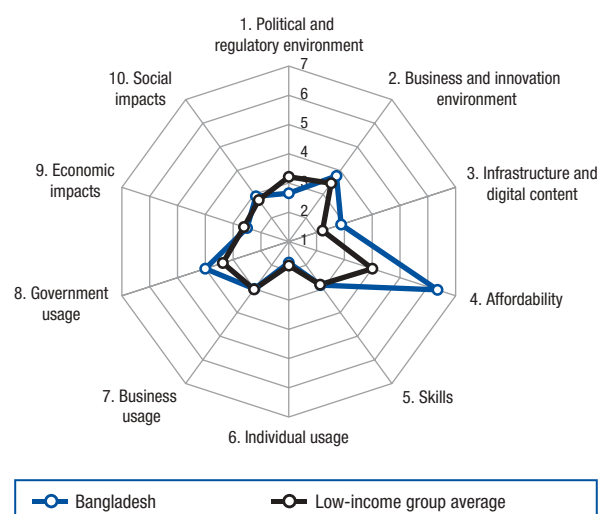 1. Political and
regulatory environment
7
10. Social
impacts
6
2. Business and innovation
environment
5
4
9. Economic
impacts
3. Infrastructure and
digital content
2
1
8. Government
usage
4. Affordability
7. Business
usage
5. Skills
6. Individual usage
Bangladesh
Low-income group average